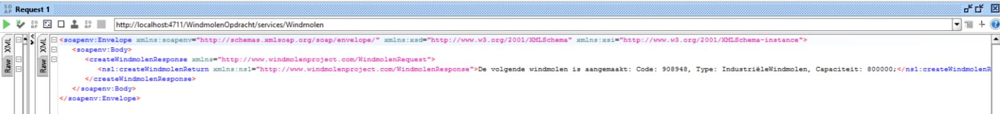 SO AP Request 1
http://localhost:4711/WindmolenOpdracht/services/Windmolen
XML
Raw
XML
Raw
<soapenv:Envelope xmlns:soapenv="http://schemas.xmlsoap.org/soap/envelope/" xmlns:xsd="http://www.w3.org/2001/XMLSchema" xmlns:xsi="http://www.w3.org/2001/XMLSchema-instance">
<soapenv:Body>
<createWindmolenResponse xmlns="http://www.windmolenproject.com/WindmolenRequest">
<ns1:createWindmolenReturn xmlns:ns1="http://www.windmolenproject.com/WindmolenResponse">De volgende windmolen is aangemaakt: Code: 908948, Type: IndustriëleWindmolen, Capaciteit: 800000;</ns1:createWindmolenR
</createWindmolenResponse>
</soapenv:Body>
</soapenv:Envelope>